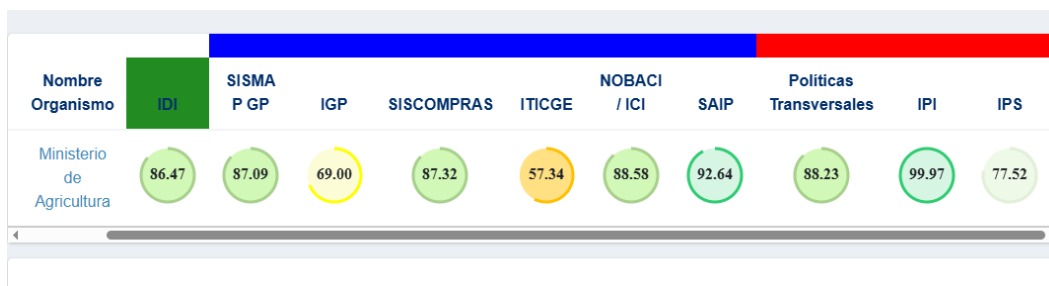 Nombre Organismo IDI SISMA P GP IGP SISCOMPRAS ITICGE NOBACI / ICI SAIP Políticas Transversales IPI IPS
Ministerio de Agricultura 86.47 87.09 69.00 87.32 57.34 88.58 92.64 88.23 99.97 77.52